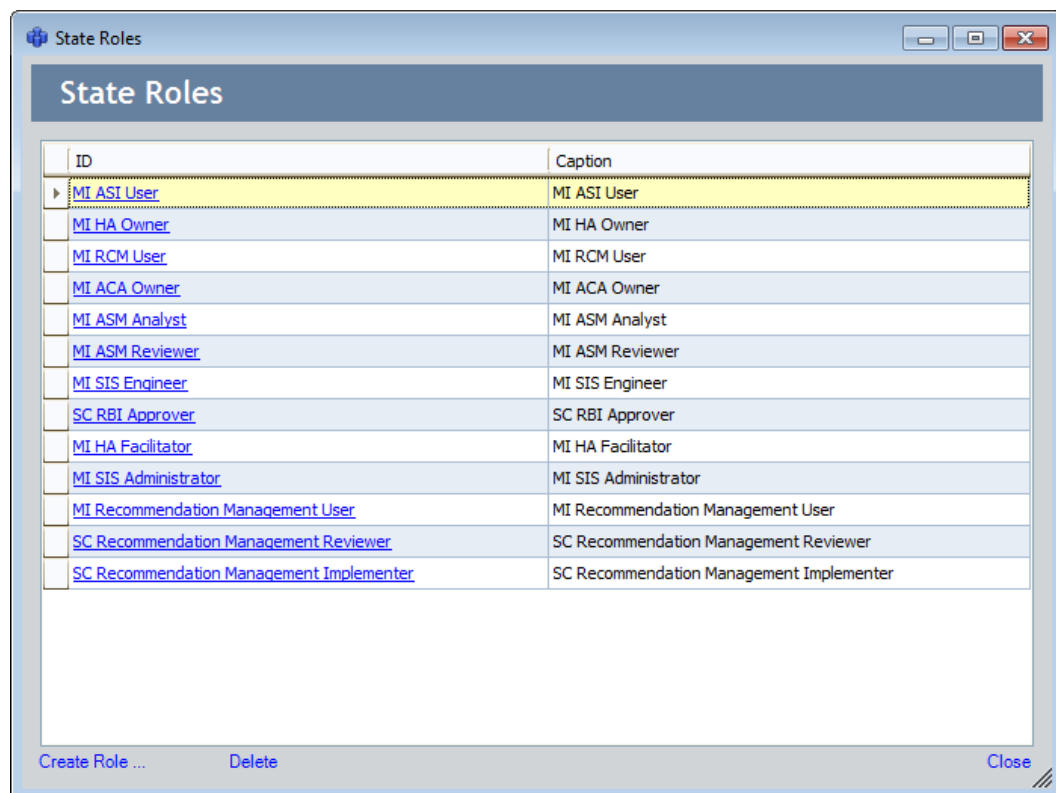 State Roles
State Roles
ID Caption
MI ASI User MI ASI User
MI HA Owner MI HA Owner
MI RCM User MI RCM User
MI ACA Owner MI ACA Owner
MI ASM Analyst MI ASM Analyst
MI ASM Reviewer MI ASM Reviewer
MI SIS Engineer MI SIS Engineer
SC RBI Approver SC RBI Approver
MI HA Facilitator MI HA Facilitator
MI SIS Administrator MI SIS Administrator
MI Recommendation Management User MI Recommendation Management User
SC Recommendation Management Reviewer SC Recommendation Management Reviewer
SC Recommendation Management Implementer SC Recommendation Management Implementer
Create Role ... Delete Close